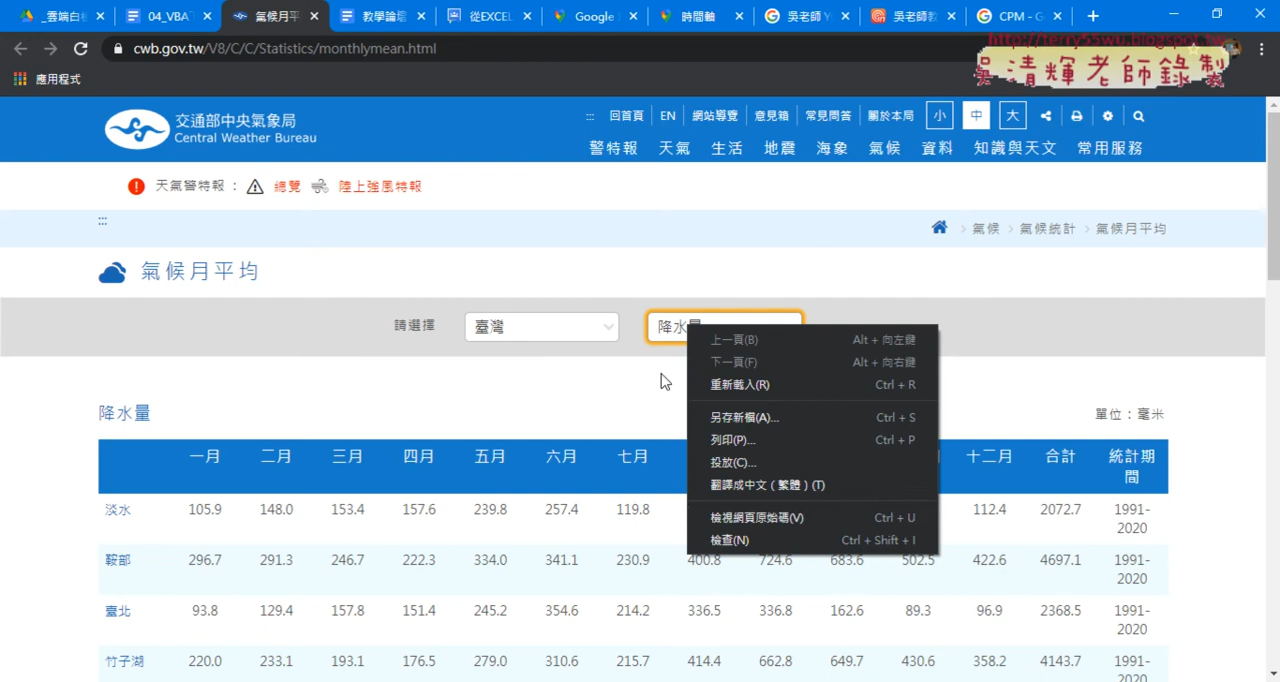 _雲端白板
04_VBA
氣候月平
教學論壇
從EXCEL
Google
時間軸
吳老師 Y
吳老師教
CPM - G
cwb.gov.tw/V8/C/C/Statistics/monthlymean.html
http://terry55wu.blogspot.tw
吳清輝老師錄製
應用程式
交通部中央氣象局
Central Weather Bureau
::: 回首頁 EN 網站導覽 意見箱 常見問答 關於本局 小 中 大
警特報 天氣 生活 地震 海象 氣候 資料 知識與天文 常用服務
天氣警特報： 總覽 陸上強風特報
:::
> 氣候 > 氣候統計 > 氣候月平均
氣候月平均
請選擇 臺灣 降水量
上一頁(B) Alt + 向左鍵
下一頁(F) Alt + 向右鍵
重新載入(R) Ctrl + R
另存新檔(A)... Ctrl + S
列印(P)... Ctrl + P
投放(C)...
翻譯成中文（繁體）(T)
檢視網頁原始碼(V) Ctrl + U
檢查(N) Ctrl + Shift + I
降水量 單位：毫米
一月 二月 三月 四月 五月 六月 七月 十二月 合計 統計期間
淡水 105.9 148.0 153.4 157.6 239.8 257.4 119.8 112.4 2072.7 1991-
2020
鞍部 296.7 291.3 246.7 222.3 334.0 341.1 230.9 400.8 724.6 683.6 502.5 422.6 4697.1 1991-
2020
臺北 93.8 129.4 157.8 151.4 245.2 354.6 214.2 336.5 336.8 162.6 89.3 96.9 2368.5 1991-
2020
竹子湖 220.0 233.1 193.1 176.5 279.0 310.6 215.7 414.4 662.8 649.7 430.6 358.2 4143.7 1991-
2020